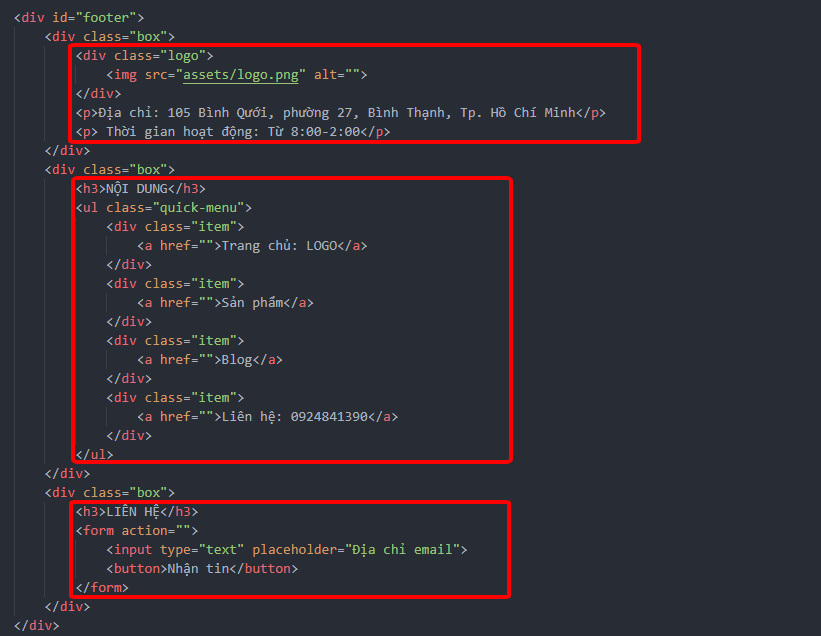 <div id="footer">
<div class="box">
<div class="logo">
<img src="assets/logo.png" alt="">
</div>
<p>Địa chỉ: 105 Bình Qưới, phường 27, Bình Thạnh, Tp. Hồ Chí Minh</p>
<p> Thời gian hoạt động: Từ 8:00-2:00</p>
</div>
<div class="box">
<h3>NỘI DUNG</h3>
<ul class="quick-menu">
<div class="item">
<a href="">Trang chủ: LOGO</a>
</div>
<div class="item">
<a href="">Sản phẩm</a>
</div>
<div class="item">
<a href="">Blog</a>
</div>
<div class="item">
<a href="">Liên hệ: 0924841390</a>
</div>
</ul>
</div>
<div class="box">
<h3>LIÊN HỆ</h3>
<form action="">
<input type="text" placeholder="Địa chỉ email">
<button>Nhận tin</button>
</form>
</div>
</div>